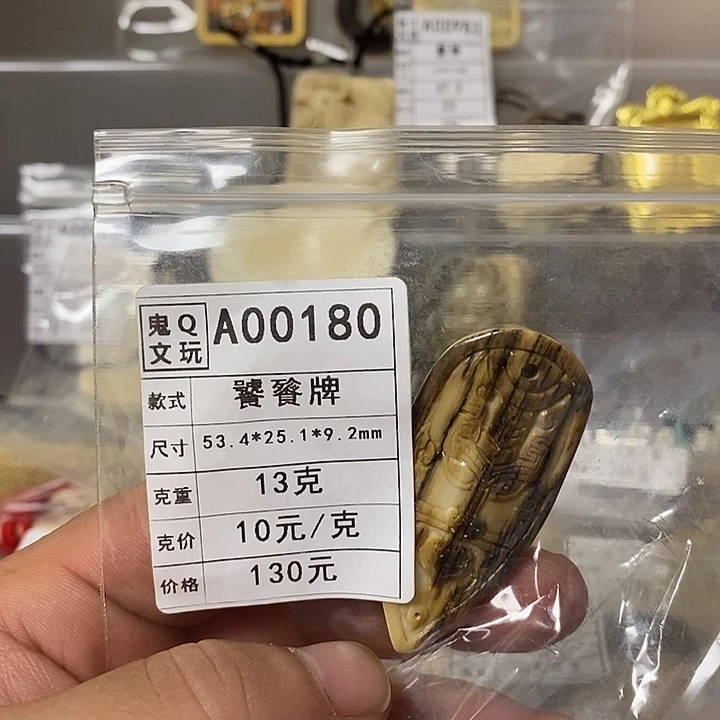 A00963
鬼Q A00180
文玩
款式 饕餮牌
尺寸 53.4*25.1*9.2mm
克重 13克
克价 10元/克
价格 130元